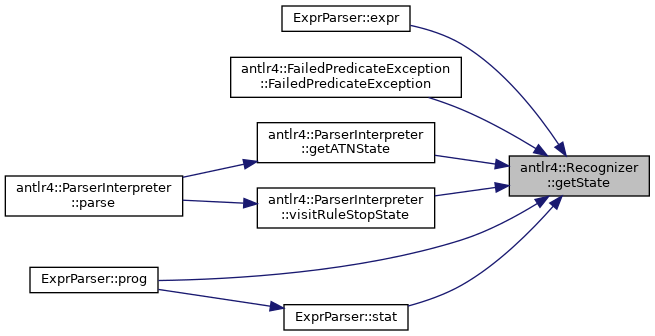 ExprParser::expr
antlr4::FailedPredicateException
::FailedPredicateException
antlr4::ParserInterpreter
::getATNState
antlr4::Recognizer
::getState
antlr4::ParserInterpreter
::parse
antlr4::ParserInterpreter
::visitRuleStopState
ExprParser::prog
ExprParser::stat